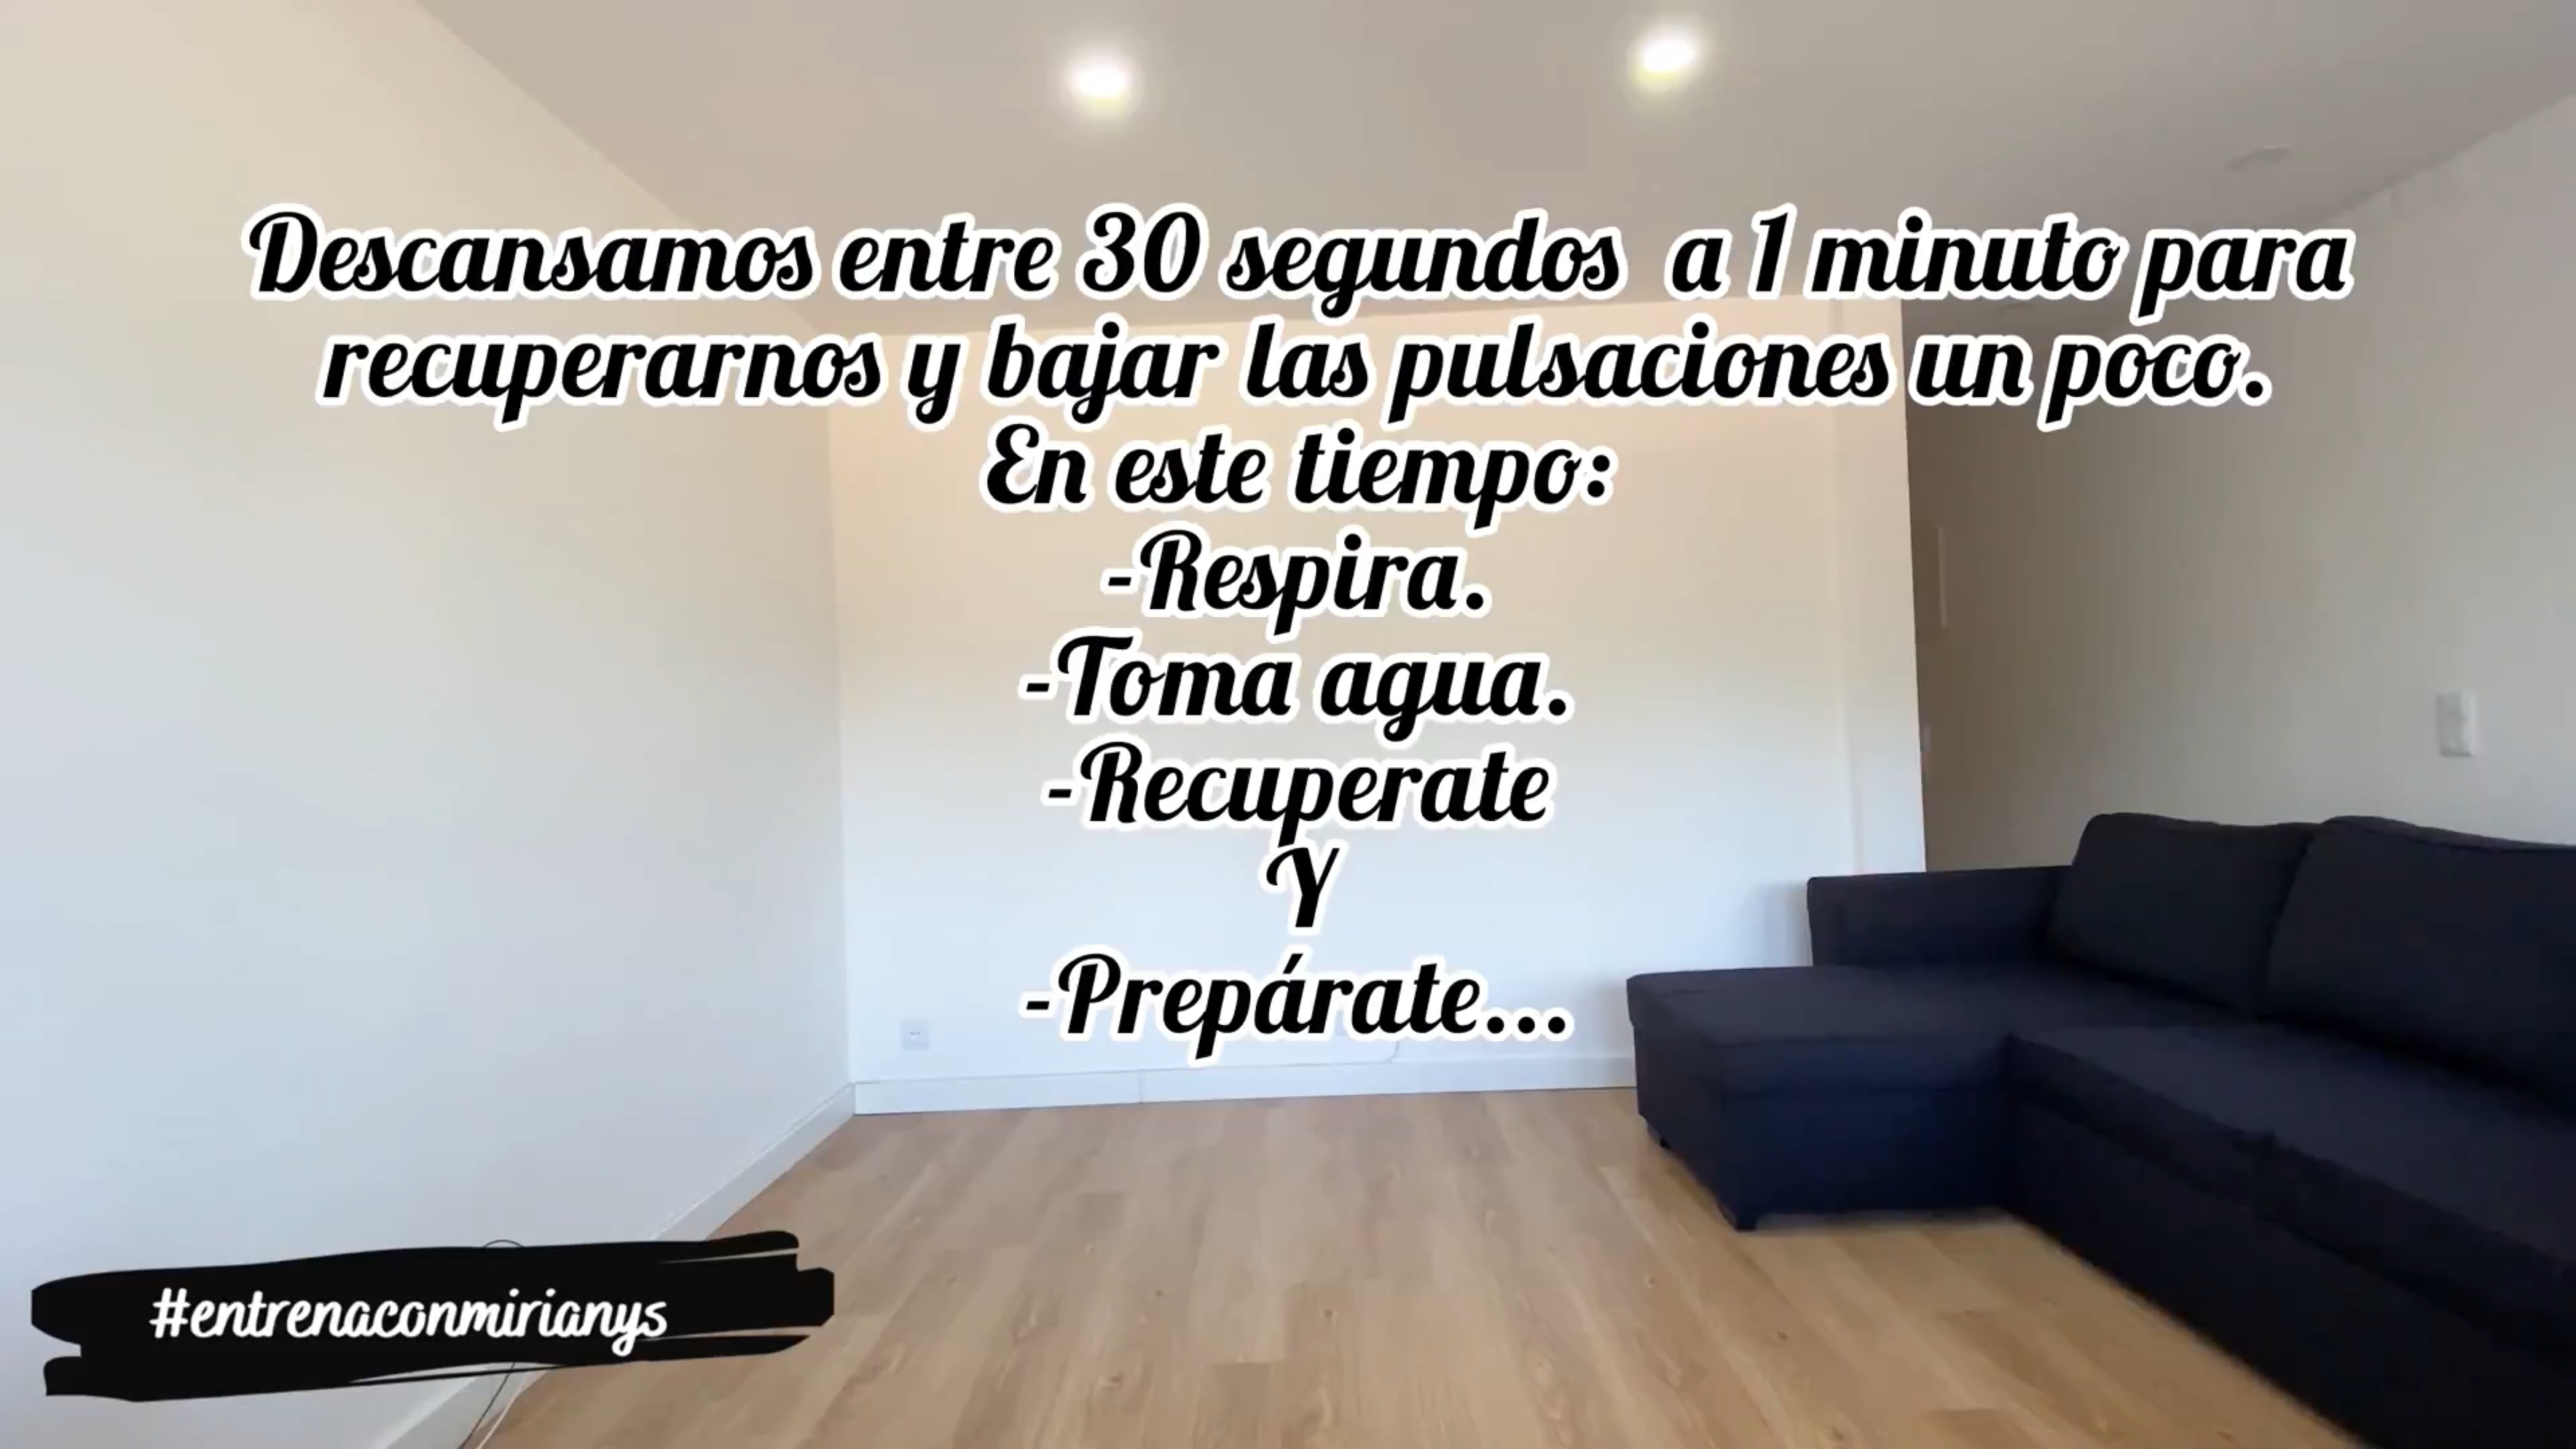 Descansamos entre 30 segundos a 1 minuto para
recuperarnos y bajar las pulsaciones un poco.
En este tiempo:
-Respira.
-Toma agua.
-Recuperate
Y
-Prepárate...
#entrenaconmirianys